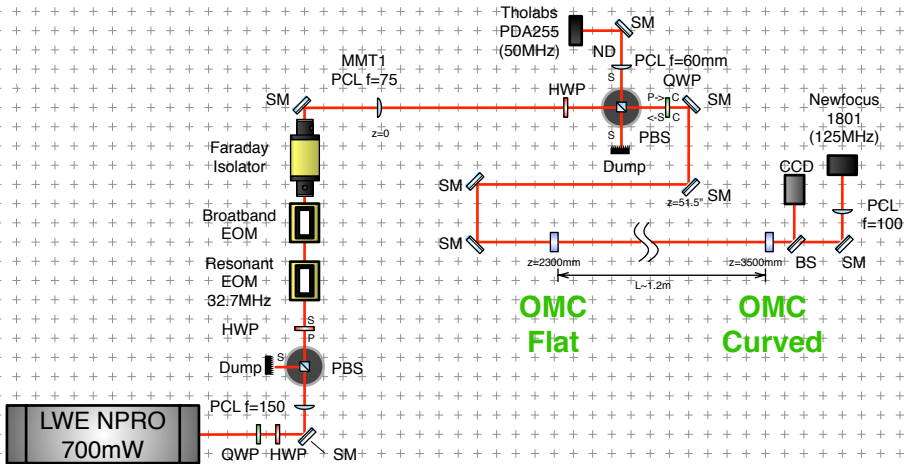 Tholabs
PDA255
(50MHz)
SM
ND
PCL f=60mm
S
QWP
MMT1
PCL f=75
SM
HWP
P->
C
SM
<-S
C
S
PBS
z=0
Dump
Newfocus
1801
(125MHz)
CCD
Faraday
Isolator
SM
SM
z=51.5"
PCL
f=100
Broatband
EOM
SM
BS
SM
z=2300mm
z=3500mm
L~1.2m
Resonant
EOM
32.7MHz
OMC
Flat
OMC
Curved
HWP
S
P
Dump
S
PBS
PCL f=150
LWE NPRO
700mW
QWP
HWP
SM